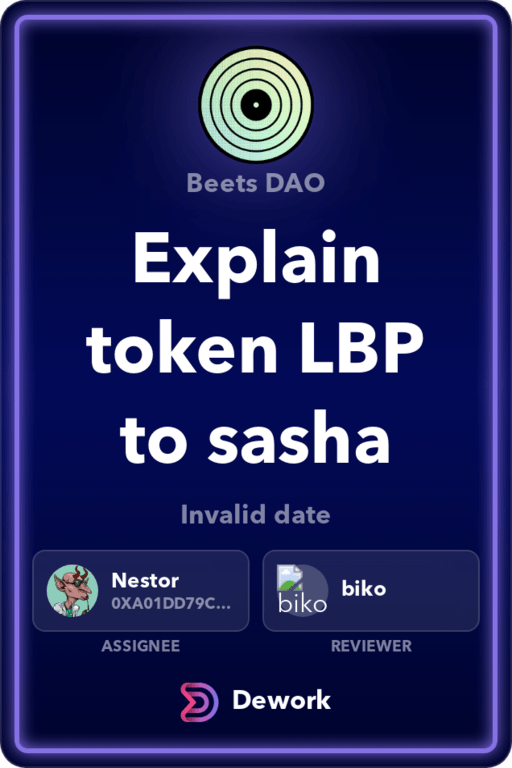 Beets DAO
Explain
token LBP
to sasha
Invalid date
Nestor
0XA01DD79C...
biko
biko
ASSIGNEE
REVIEWER
Dework